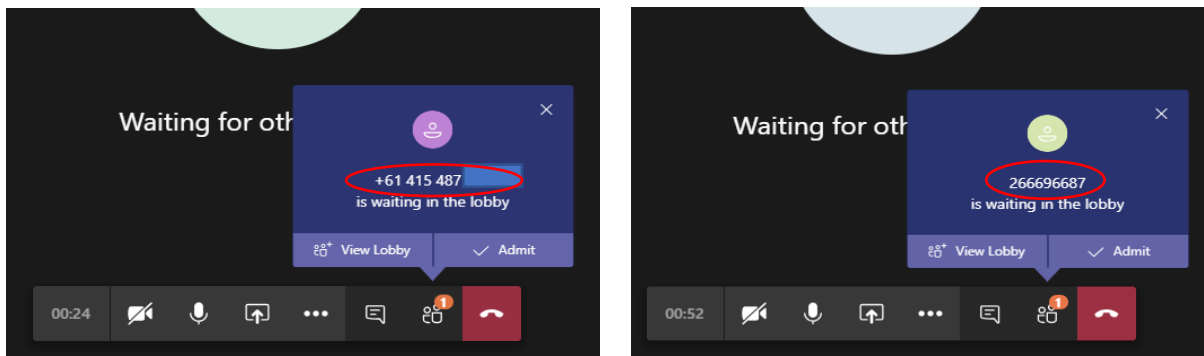 Waiting for oth
+61 415 487
is waiting in the lobby
View Lobby
Admit
00:24
1
Waiting for oth
266696687
is waiting in the lobby
View Lobby
Admit
00:52
1